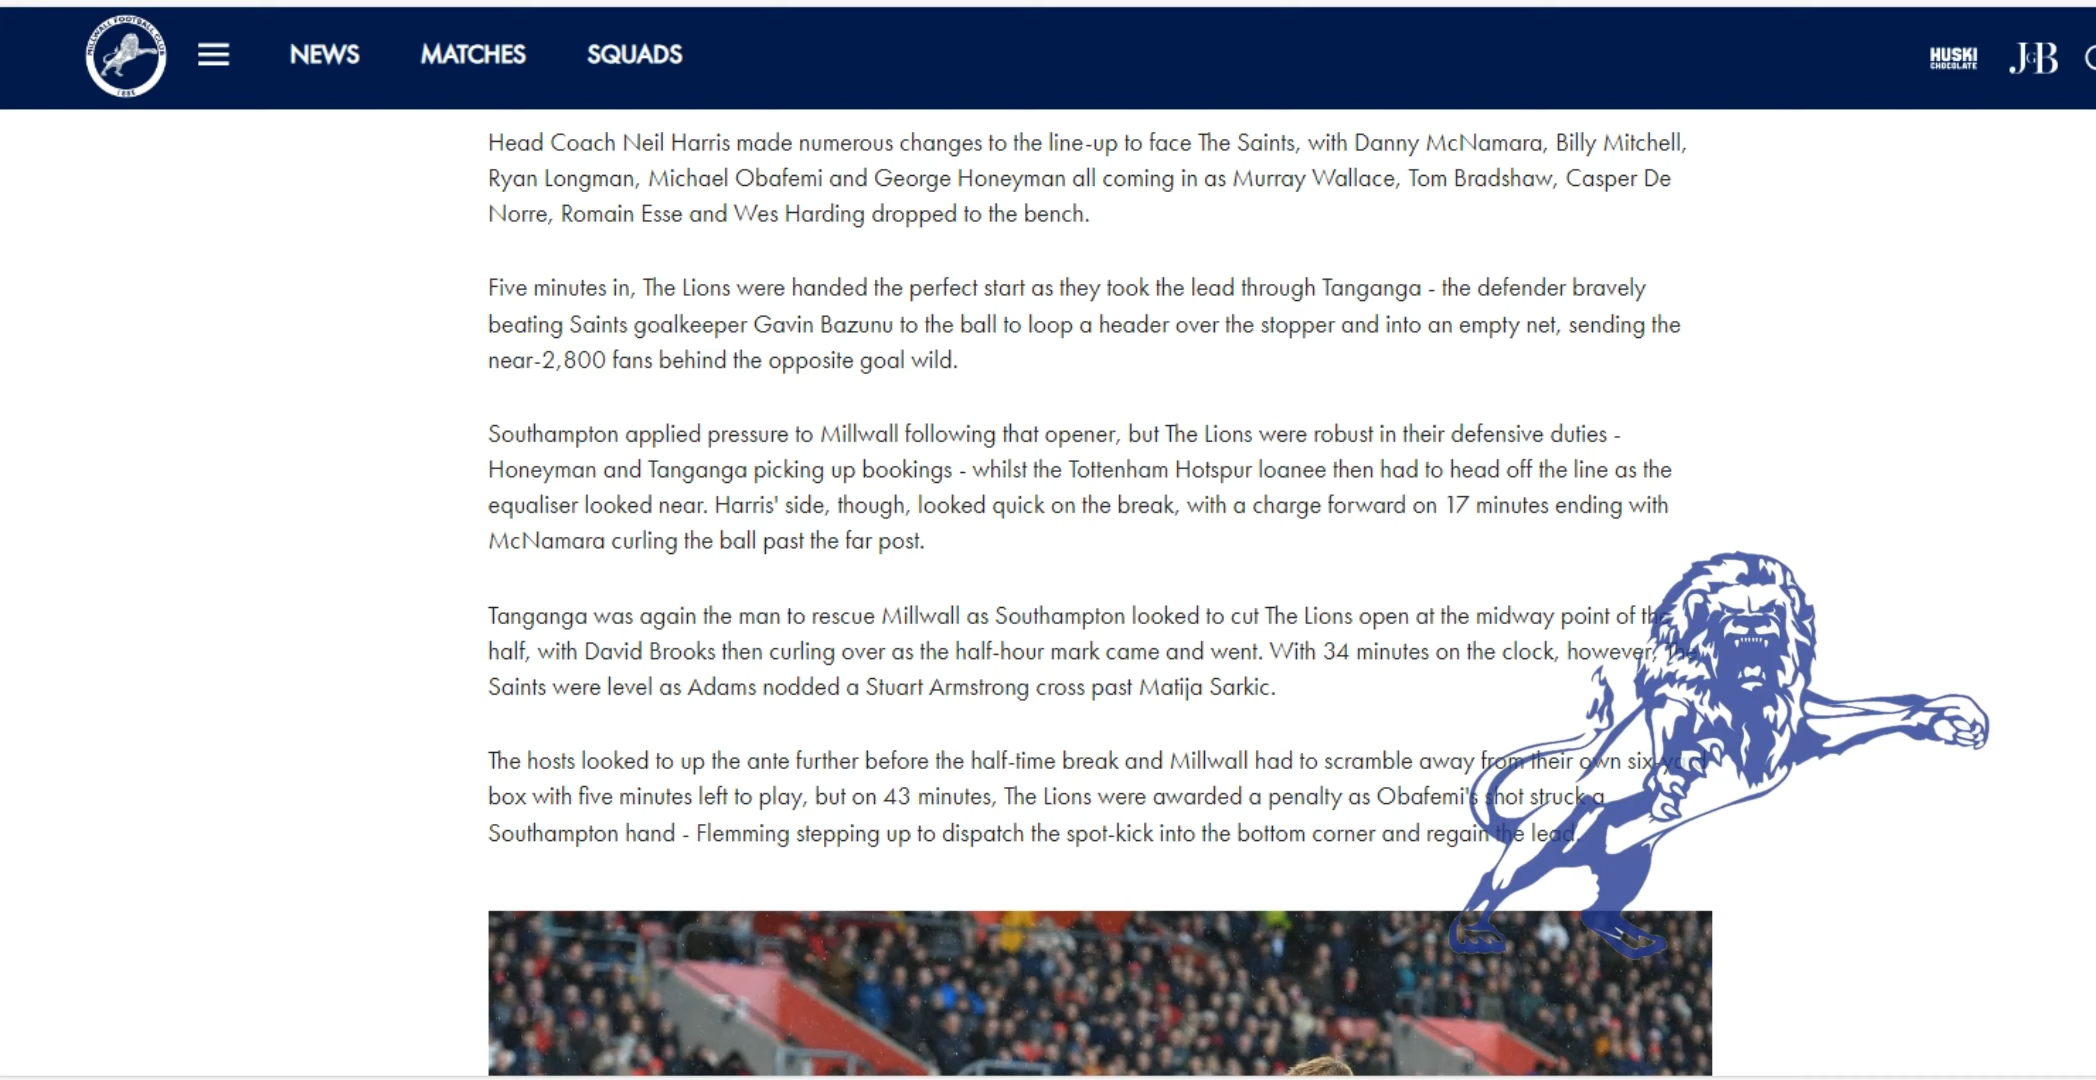 MILLWALL FOOTBALL CLUB
1885
NEWS MATCHES SQUADS
HUSKI
CHOCOLATE
JGB
Head Coach Neil Harris made numerous changes to the line-up to face The Saints, with Danny McNamara, Billy Mitchell,
Ryan Longman, Michael Obafemi and George Honeyman all coming in as Murray Wallace, Tom Bradshaw, Casper De
Norre, Romain Esse and Wes Harding dropped to the bench.
Five minutes in, The Lions were handed the perfect start as they took the lead through Tanganga - the defender bravely
beating Saints goalkeeper Gavin Bazunu to the ball to loop a header over the stopper and into an empty net, sending the
near-2,800 fans behind the opposite goal wild.
Southampton applied pressure to Millwall following that opener, but The Lions were robust in their defensive duties -
Honeyman and Tanganga picking up bookings - whilst the Tottenham Hotspur loanee then had to head off the line as the
equaliser looked near. Harris' side, though, looked quick on the break, with a charge forward on 17 minutes ending with
McNamara curling the ball past the far post.
Tanganga was again the man to rescue Millwall as Southampton looked to cut The Lions open at the midway point of the
half, with David Brooks then curling over as the half-hour mark came and went. With 34 minutes on the clock, however, The
Saints were level as Adams nodded a Stuart Armstrong cross past Matija Sarkic.
The hosts looked to up the ante further before the half-time break and Millwall had to scramble away from their own six-yard
box with five minutes left to play, but on 43 minutes, The Lions were awarded a penalty as Obafemi's shot struck a
Southampton hand - Flemming stepping up to dispatch the spot-kick into the bottom corner and regain the lead.